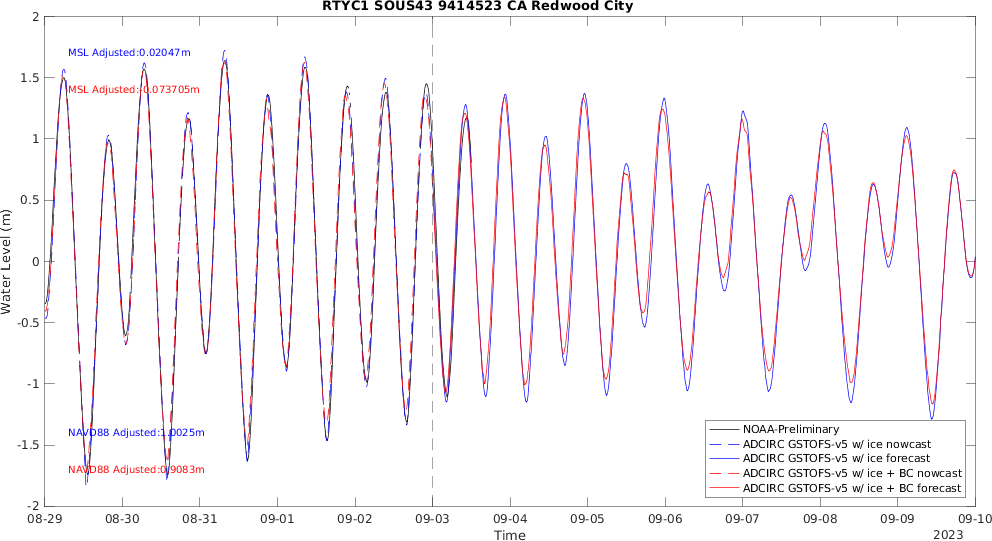 RTYC1 SOUS43 9414523 CA Redwood City
2
1.5
1
0.5
0
-0.5
-1
-1.5
-2
Water Level (m)
MSL Adjusted:0.02047m
MSL Adjusted:-0.073705m
NAVD88 Adjusted:1.0025m
NAVD88 Adjusted:0.9083m
NOAA-Preliminary
ADCIRC GSTOFS-v5 w/ ice nowcast
ADCIRC GSTOFS-v5 w/ ice forecast
ADCIRC GSTOFS-v5 w/ ice + BC nowcast
ADCIRC GSTOFS-v5 w/ ice + BC forecast
08-29 08-30 08-31 09-01 09-02 09-03 09-04 09-05 09-06 09-07 09-08 09-09 09-10
Time
2023